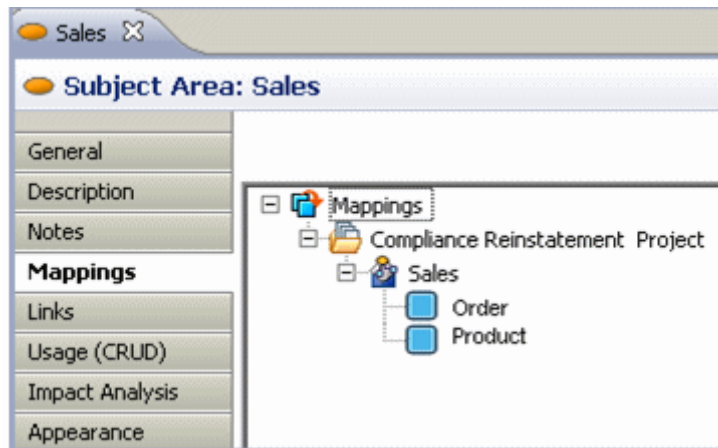 Sales
Subject Area: Sales
General
Description
Notes
Mappings
Links
Usage (CRUD)
Impact Analysis
Appearance
Mappings
Compliance Reinstatement Project
Sales
Order
Product